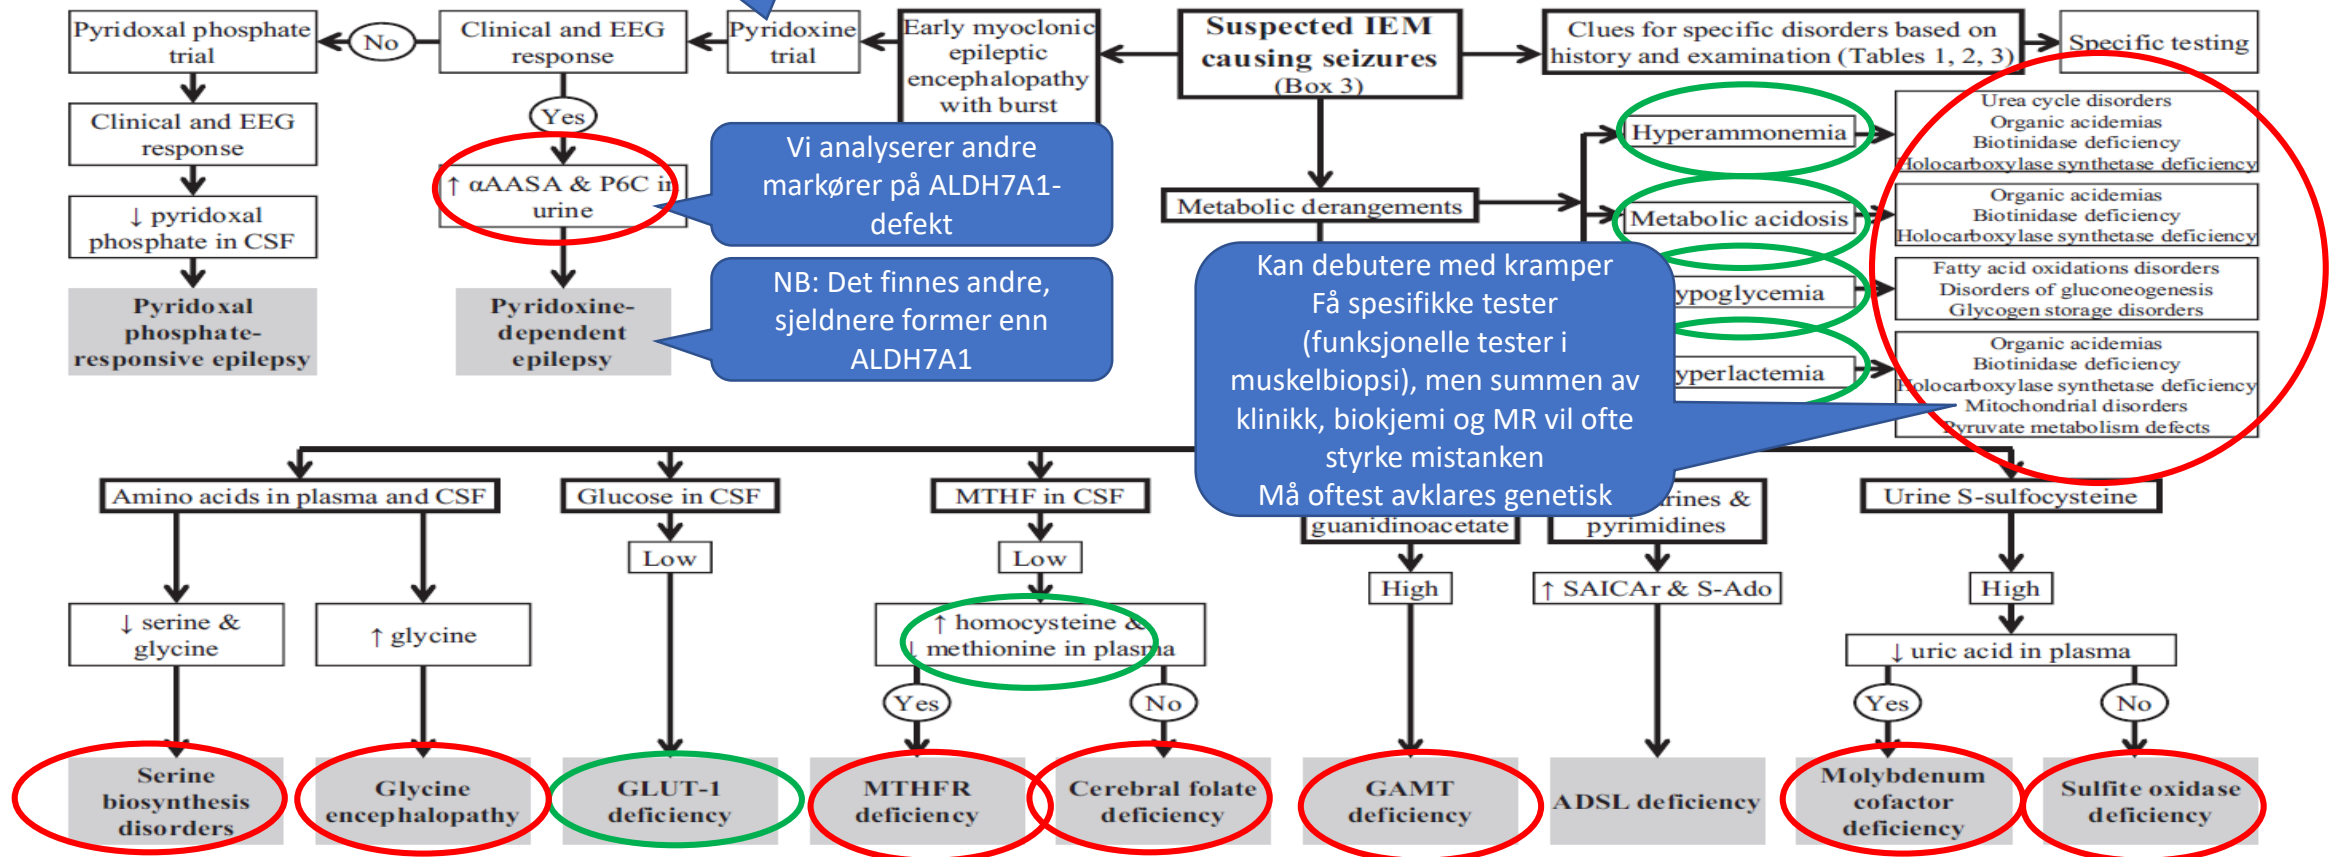 Pyridoxal phosphate
trial
No
Clinical and EEG
response
Pyridoxine
trial
Early myoclonic
epileptic
encephalopathy
with burst
Suspected IEM
causing seizures
(Box 3)
Clues for specific disorders based on
history and examination (Tables 1, 2, 3)
Specific testing
Clinical and EEG
response
Yes
↑ αAASA & P6C in
urine
↓ pyridoxal
phosphate in CSF
Pyridoxal
phosphate-
responsive epilepsy
Pyridoxine-
dependent
epilepsy
Vi analyserer andre
markører på ALDH7A1-
defekt
NB: Det finnes andre,
sjeldnere former enn
ALDH7A1
Metabolic derangements
Hyperammonemia
Urea cycle disorders
Organic acidemias
Biotinidase deficiency
Holocarboxylase synthetase deficiency
Metabolic acidosis
Organic acidemias
Biotinidase deficiency
Holocarboxylase synthetase deficiency
ypoglycemia
Fatty acid oxidations disorders
Disorders of gluconeogenesis
Glycogen storage disorders
yperlactemia
Organic acidemias
Biotinidase deficiency
Holocarboxylase synthetase deficiency
Mitochondrial disorders
Pyruvate metabolism defects
Kan debutere med kramper
Få spesifikke tester
(funksjonelle tester i
muskelbiopsi), men summen av
klinikk, biokjemi og MR vil ofte
styrke mistanken
Må oftest avklares genetisk
Amino acids in plasma and CSF
Glucose in CSF
MTHF in CSF
guanidinoacetate
rines &
pyrimidines
Urine S-sulfocysteine
Low
Low
High
↑ SAICAr & S-Ado
High
↓ serine &
glycine
↑ glycine
↑ homocysteine &
↓ methionine in plasma
↓ uric acid in plasma
Yes
No
Yes
No
Serine
biosynthesis
disorders
Glycine
encephalopathy
GLUT-1
deficiency
MTHFR
deficiency
Cerebral folate
deficiency
GAMT
deficiency
ADSL deficiency
Molybdenum
cofactor
deficiency
Sulfite oxidase
deficiency